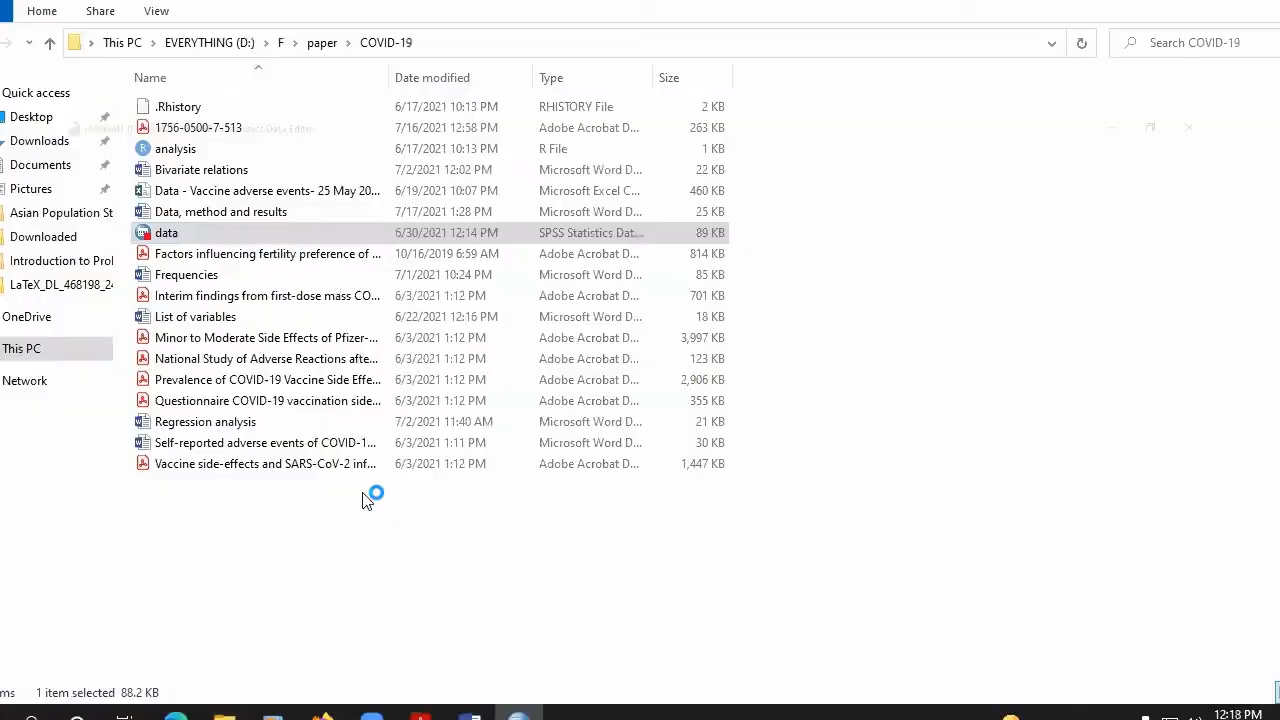 Home Share View
This PC EVERYTHING (D:) F paper COVID-19 Search COVID-19
Name Date modified Type Size
Quick access
Desktop
Downloads
Documents
Pictures
Asian Population St
Downloaded
Introduction to Prol
LaTeX_DL_468198_24
OneDrive
This PC
Network
.Rhistory 6/17/2021 10:13 PM RHISTORY File 2 KB
1756-0500-7-513 7/16/2021 12:58 PM Adobe Acrobat D... 263 KB
analysis 6/17/2021 10:13 PM R File 1 KB
Bivariate relations 7/2/2021 12:02 PM Microsoft Word D... 22 KB
Data - Vaccine adverse events- 25 May 20... 6/19/2021 10:07 PM Microsoft Excel C... 460 KB
Data, method and results 7/17/2021 1:28 PM Microsoft Word D... 25 KB
data 6/30/2021 12:14 PM SPSS Statistics Dat... 89 KB
Factors influencing fertility preference of ... 10/16/2019 6:59 AM Adobe Acrobat D... 814 KB
Frequencies 7/1/2021 10:24 PM Microsoft Word D... 85 KB
Interim findings from first-dose mass CO... 6/3/2021 1:12 PM Adobe Acrobat D... 701 KB
List of variables 6/22/2021 12:16 PM Microsoft Word D... 18 KB
Minor to Moderate Side Effects of Pfizer-... 6/3/2021 1:12 PM Adobe Acrobat D... 3,997 KB
National Study of Adverse Reactions afte... 6/3/2021 1:12 PM Adobe Acrobat D... 123 KB
Prevalence of COVID-19 Vaccine Side Effe... 6/3/2021 1:12 PM Adobe Acrobat D... 2,906 KB
Questionnaire COVID-19 vaccination side... 6/3/2021 1:12 PM Adobe Acrobat D... 355 KB
Regression analysis 7/2/2021 11:40 AM Microsoft Word D... 21 KB
Self-reported adverse events of COVID-1... 6/3/2021 1:11 PM Microsoft Word D... 30 KB
Vaccine side-effects and SARS-CoV-2 inf... 6/3/2021 1:12 PM Adobe Acrobat D... 1,447 KB
ms 1 item selected 88.2 KB
12:18 PM